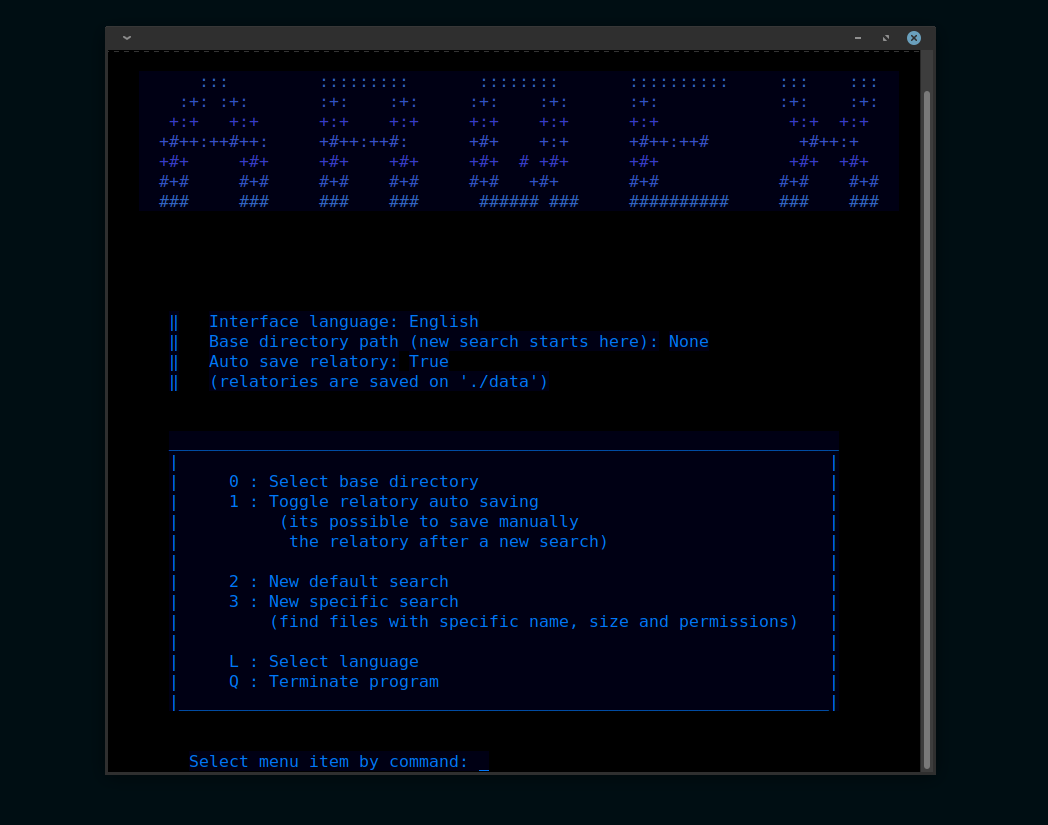 ARQEX
Interface language: English
Base directory path (new search starts here): None
Auto save relatory: True
(relatories are saved on './data')
0 : Select base directory
1 : Toggle relatory auto saving
(its possible to save manually
the relatory after a new search)
2 : New default search
3 : New specific search
(find files with specific name, size and permissions)
L : Select language
Q : Terminate program
Select menu item by command: _